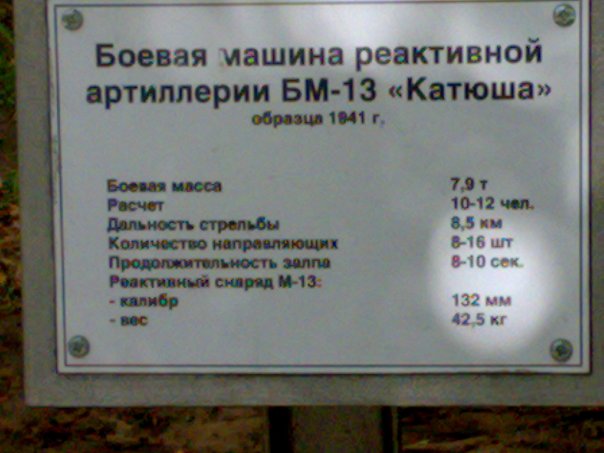 Боевая машина реактивной
артиллерии БМ-13 «Катюша»
образца 1941 г.
Боевая масса 7,9 т
Расчет 10-12 чел.
Дальность стрельбы 8,5 км
Количество направляющих 8-16 шт
Продолжительность залпа 8-10 сек.
Реактивный снаряд М-13:
- калибр 132 мм
- вес 42,5 кг